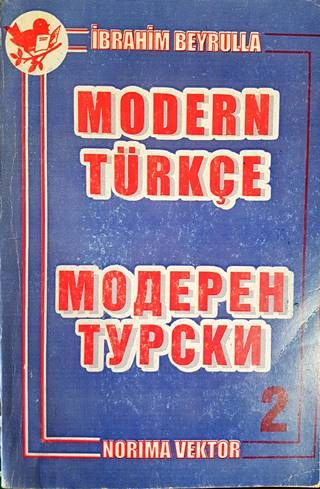 İBRAHİM BEYRULLA
MODERN
TÜRKÇE
МОДЕРЕН
ТУРСКИ
2
NORIMA VEKTOR